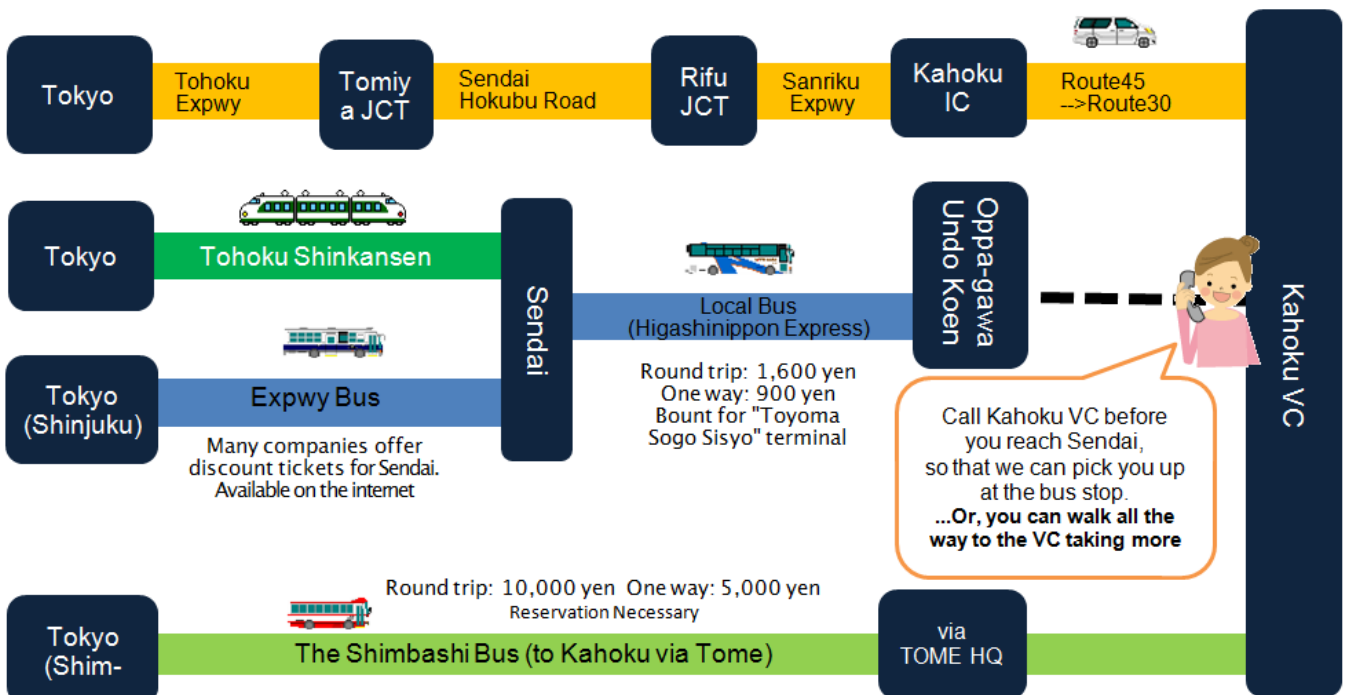 Tokyo
Tohoku
Expwy
Tomiy
a JCT
Sendai
Hokubu Road
Rifu
JCT
Sanriku
Expwy
Kahoku
IC
Route45
-->Route30
Kahoku VC
Tokyo
Tohoku Shinkansen
Sendai
Local Bus
(Higashinippon Express)
Round trip: 1,600 yen
One way: 900 yen
Bount for "Toyoma
Sogo Sisyo" terminal
Oppa-gawa
Undo Koen
Tokyo
(Shinjuku)
Expwy Bus
Many companies offer
discount tickets for Sendai.
Available on the internet
Call Kahoku VC before
you reach Sendai,
so that we can pick you up
at the bus stop.
...Or, you can walk all the
way to the VC taking more
Round trip: 10,000 yen One way: 5,000 yen
Reservation Necessary
Tokyo
(Shim-
The Shimbashi Bus (to Kahoku via Tome)
via
TOME HQ